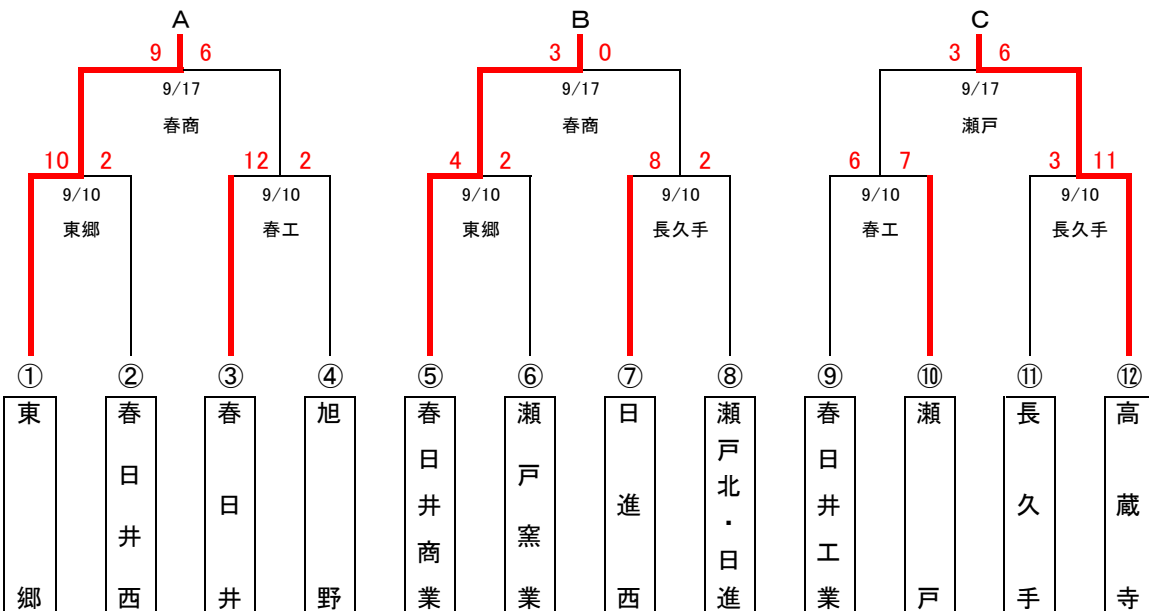 A B C
9 6 3 0 3 6
9/17 9/17 9/17
春商 春商 瀬戸
10 2 12 2 4 2 8 2 6 7 3 11
9/10 9/10 9/10 9/10 9/10 9/10
東郷 春工 東郷 長久手 春工 長久手
① ② ③ ④ ⑤ ⑥ ⑦ ⑧ ⑨ ⑩ ⑪ ⑫
東郷
春日井西
春日井
旭野
春日井商業
瀬戸窯業
日進西
瀬戸北・日進
春日井工業
瀬戸
長久手
高蔵寺